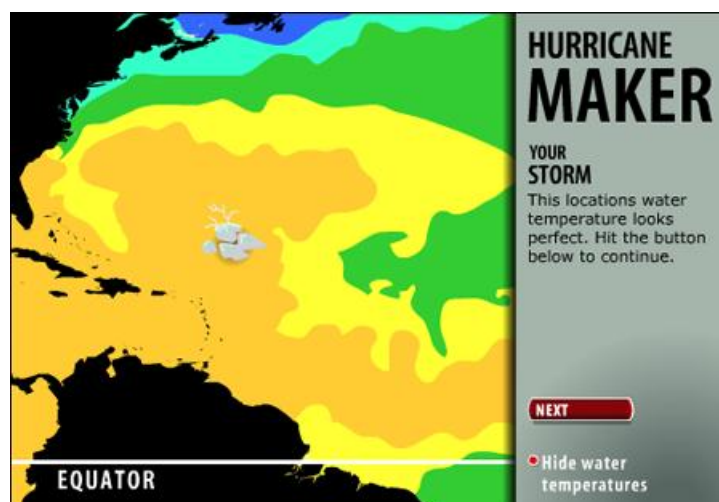 HURRICANE
MAKER
YOUR
STORM
This locations water
temperature looks
perfect. Hit the button
below to continue.
NEXT
Hide water
temperatures
EQUATOR